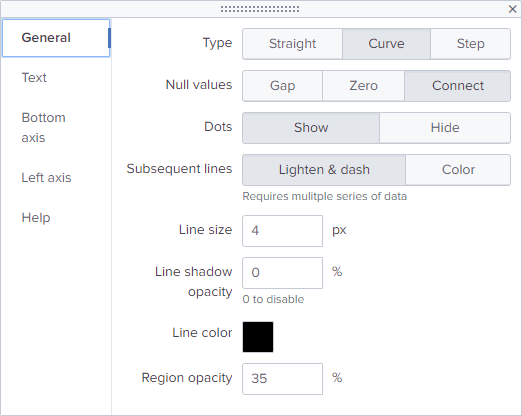 General
Text
Bottom
axis
Left axis
Help
Type Straight Curve Step
Null values Gap Zero Connect
Dots Show Hide
Subsequent lines Lighten & dash Color
Requires mulitple series of data
Line size 4 px
Line shadow
opacity 0 %
0 to disable
Line color
Region opacity 35 %